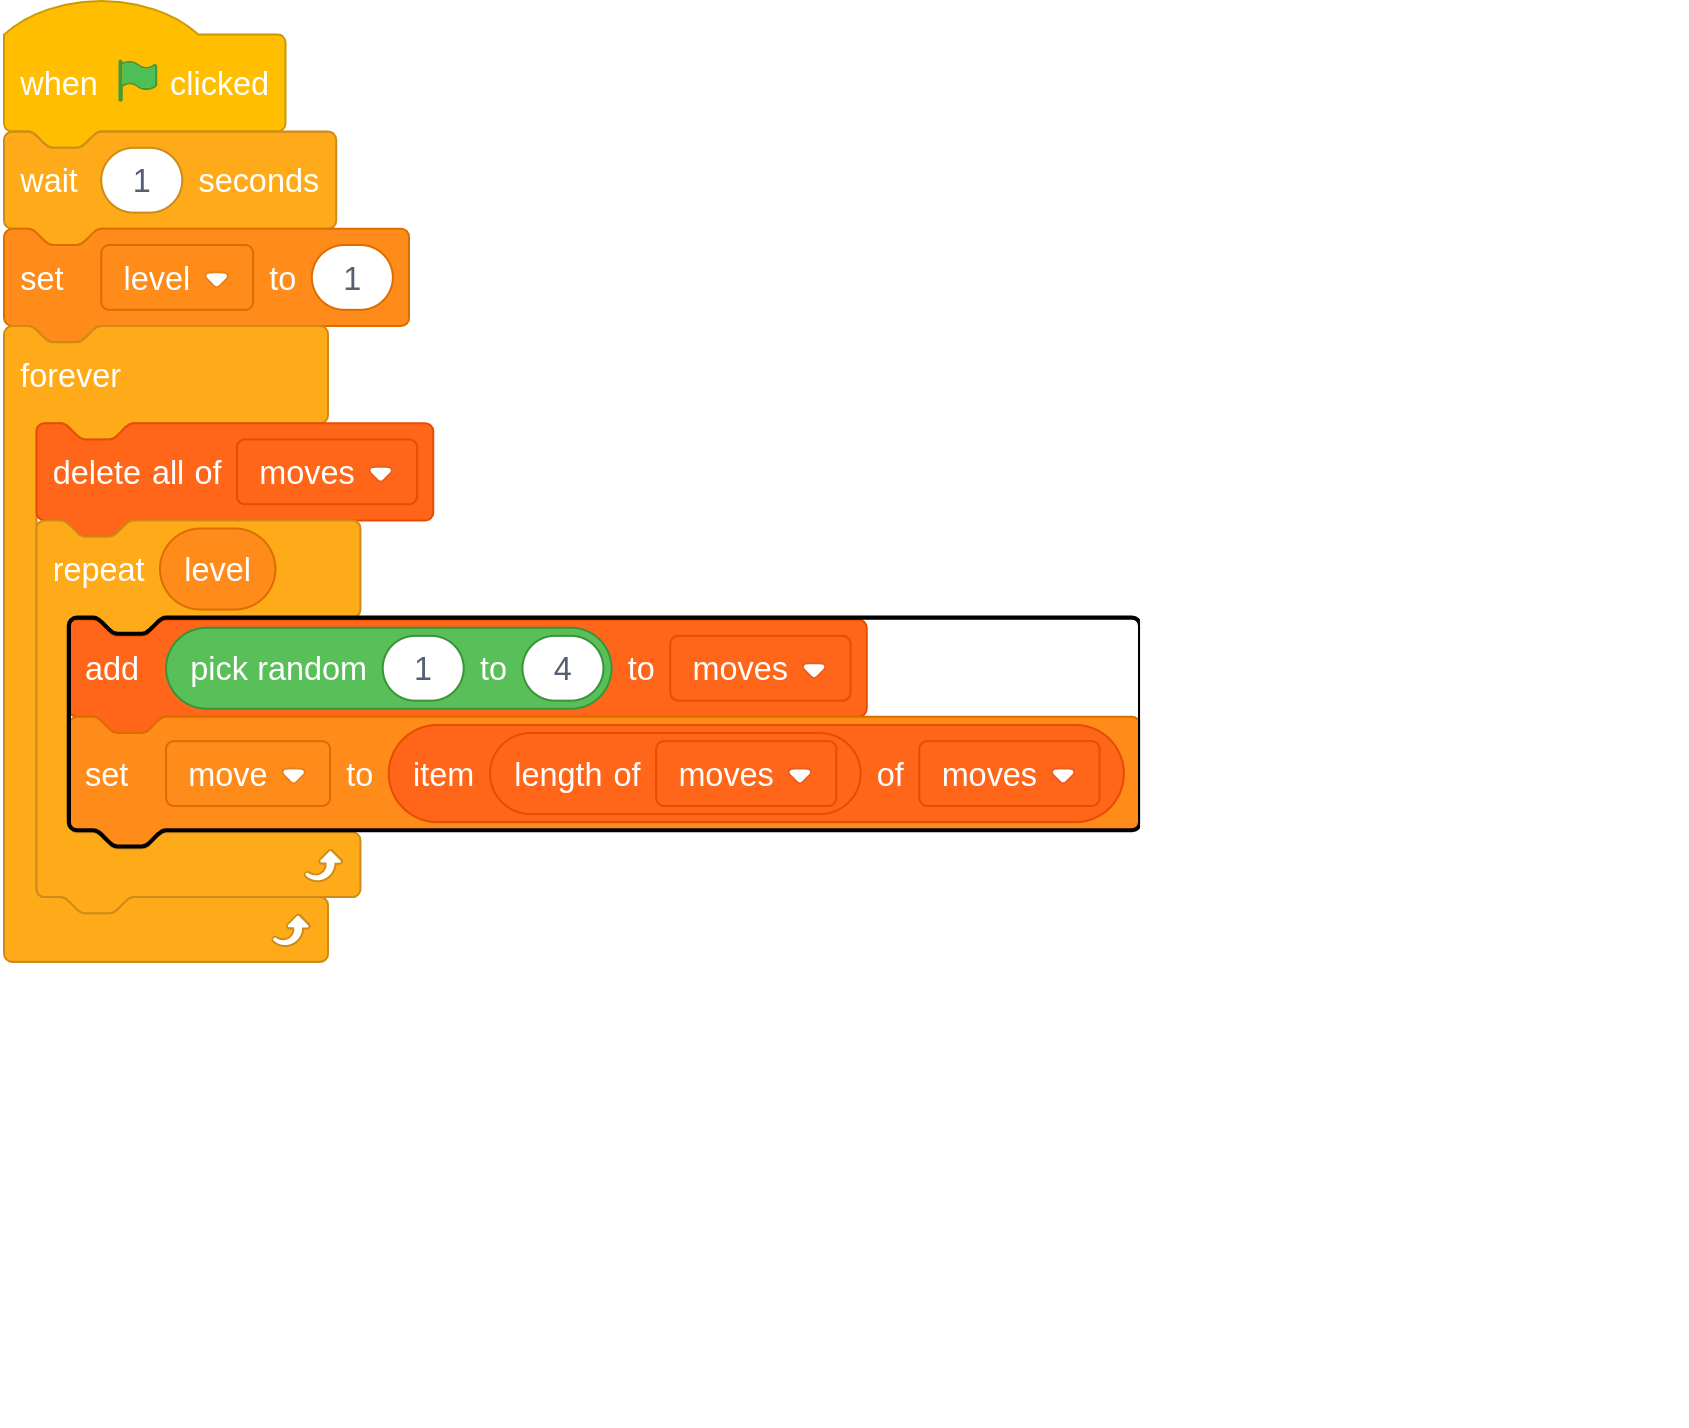 when clicked
wait 1 seconds
set level to 1
forever
delete all of moves
repeat level
add pick random 1 to 4 to moves
set move to item length of moves of moves